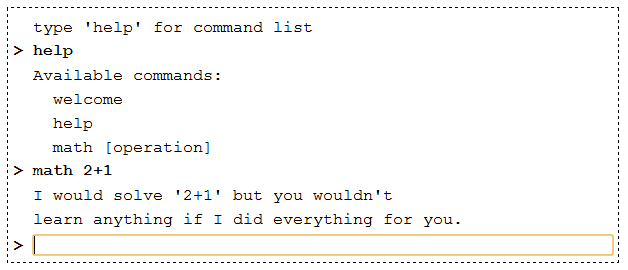 type 'help' for command list
> help
Available commands:
welcome
help
math [operation]
> math 2+1
I would solve '2+1' but you wouldn't
learn anything if I did everything for you.
>